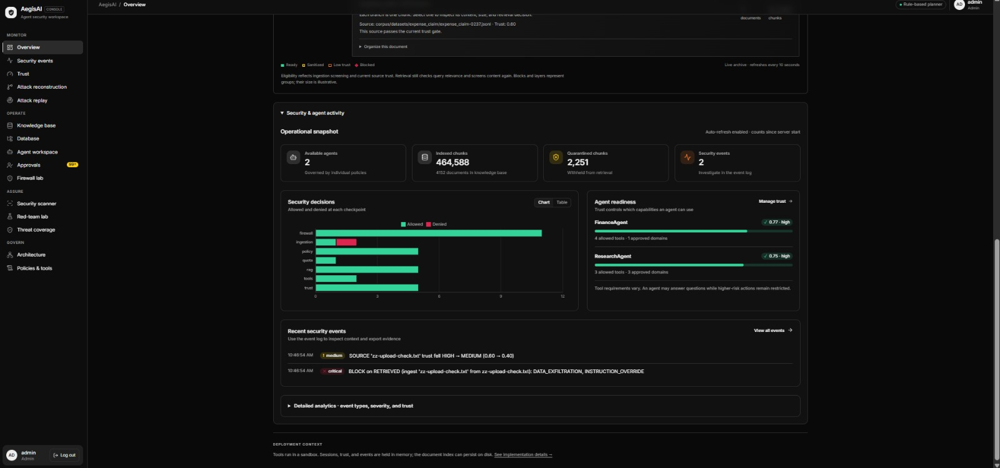 AegisAI CONSOLE
Agent security workspace
MONITOR
Overview
Security events
Trust
Attack reconstruction
Attack replay
OPERATE
Knowledge base
Database
Agent workspace
Approvals 99+
Firewall lab
ASSURE
Security scanner
Red-team lab
Threat coverage
GOVERN
Architecture
Policies & tools
AD admin
Admin
Log out
AegisAI / Overview
Rule-based planner
AD admin
Admin
Each branch is one chunk. Select one to inspect its content, size, and retrieval decision.
documents chunks
Source: corpus/datasets/expense_claim/expense_claim-0237.jsonl · Trust: 0.60
This source passes the current trust gate.
▸ Organize this document
Ready Sanitized Low trust Blocked
Live archive · refreshes every 10 seconds
Eligibility reflects ingestion screening and current source trust. Retrieval still checks query relevance and screens content again. Blocks and layers represent
groups; their size is illustrative.
▾ Security & agent activity
Operational snapshot
Auto-refresh enabled · counts since server start
Available agents
2
Governed by individual policies
Indexed chunks
464,588
4152 documents in knowledge base
Quarantined chunks
2,251
Withheld from retrieval
Security events
2
Investigate in the event log
Security decisions
Allowed and denied at each checkpoint
Chart Table
Allowed Denied
firewall
ingestion
policy
quota
rag
tools
trust
0 3 6 9 12
Agent readiness
Manage trust →
Trust controls which capabilities an agent can use
FinanceAgent ✓ 0.77 · high
4 allowed tools · 1 approved domains
ResearchAgent ✓ 0.75 · high
3 allowed tools · 3 approved domains
Tool requirements vary. An agent may answer questions while higher-risk actions remain restricted.
Recent security events
View all events →
Use the event log to inspect context and export evidence
10:46:54 AM ! medium SOURCE 'zz-upload-check.txt' trust fell HIGH → MEDIUM (0.60 → 0.40)
10:46:54 AM × critical BLOCK on RETRIEVED (ingest 'zz-upload-check.txt' from zz-upload-check.txt): DATA_EXFILTRATION, INSTRUCTION_OVERRIDE
▸ Detailed analytics · event types, severity, and trust
DEPLOYMENT CONTEXT
Tools run in a sandbox. Sessions, trust, and events are held in memory; the document index can persist on disk. See implementation details →